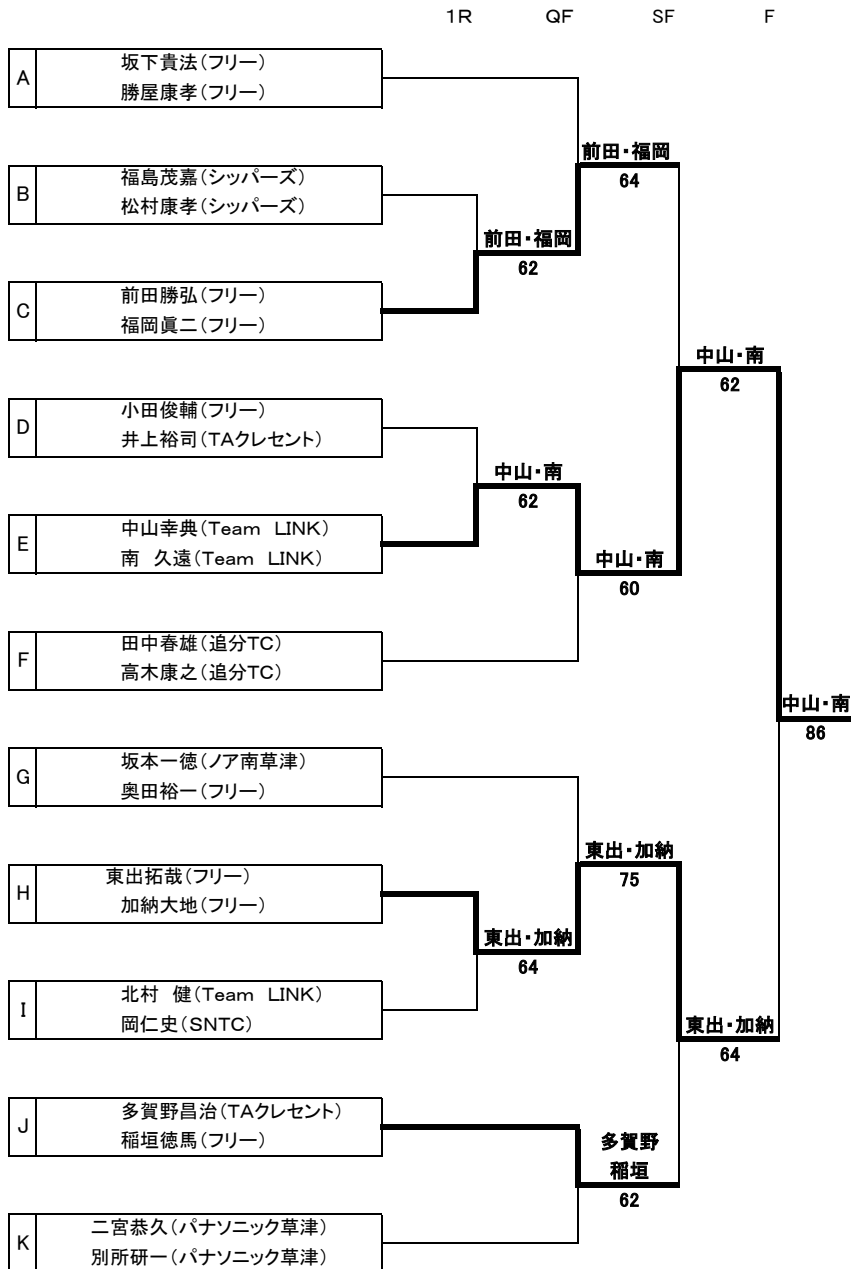 1R QF SF F
A
坂下貴法(フリー)
勝屋康孝(フリー)
前田・福岡
64
B
福島茂嘉(シッパーズ)
松村康孝(シッパーズ)
前田・福岡
62
C
前田勝弘(フリー)
福岡眞二(フリー)
中山・南
62
D
小田俊輔(フリー)
井上裕司(TAクレセント)
中山・南
62
E
中山幸典(Team LINK)
南 久遠(Team LINK)
中山・南
60
F
田中春雄(追分TC)
高木康之(追分TC)
中山・南
86
G
坂本一徳(ノア南草津)
奥田裕一(フリー)
東出・加納
75
H
東出拓哉(フリー)
加納大地(フリー)
東出・加納
64
I
北村 健(Team LINK)
岡仁史(SNTC)
東出・加納
64
J
多賀野昌治(TAクレセント)
稲垣徳馬(フリー)
多賀野
稲垣
62
K
二宮恭久(パナソニック草津)
別所研一(パナソニック草津)